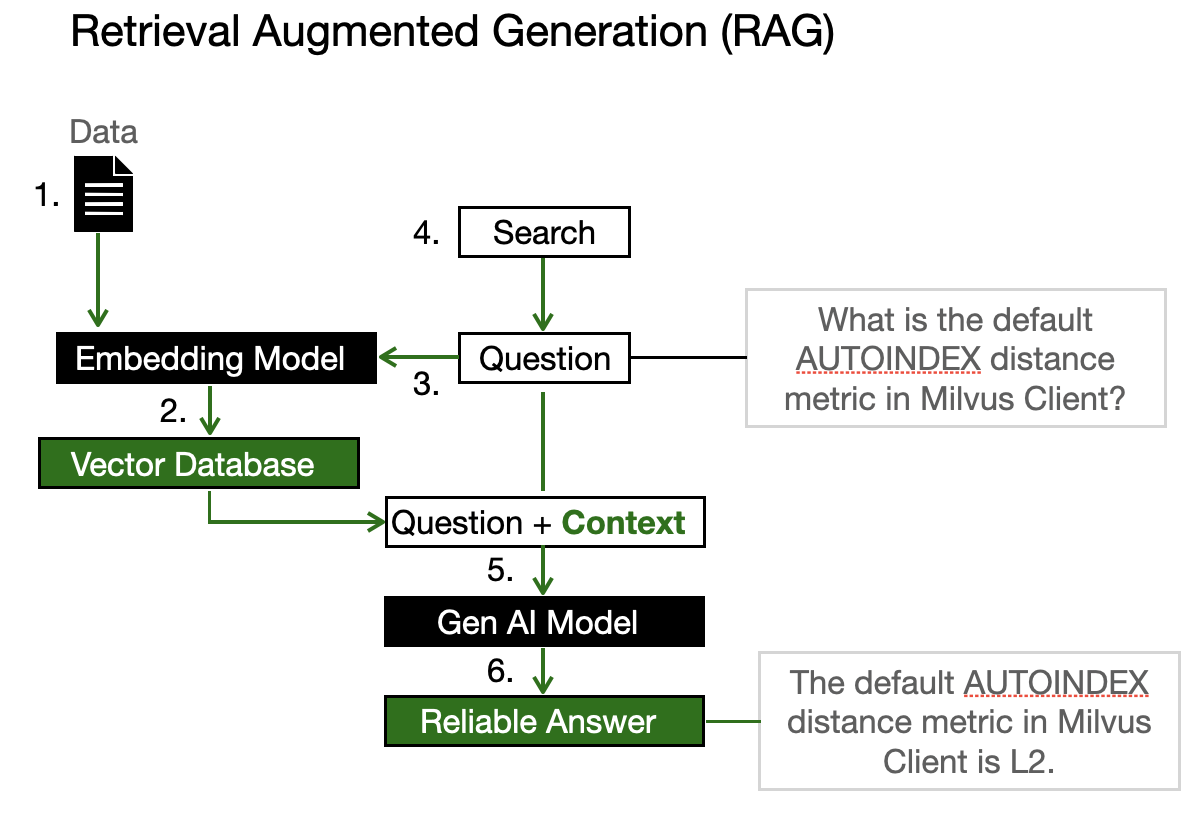 Retrieval Augmented Generation (RAG)
Data
1.
4.
Search
What is the default
AUTOINDEX distance
metric in Milvus Client?
Embedding Model
Question
3.
2.
Vector Database
Question + Context
5.
Gen AI Model
6.
Reliable Answer
The default AUTOINDEX
distance metric in Milvus
Client is L2.